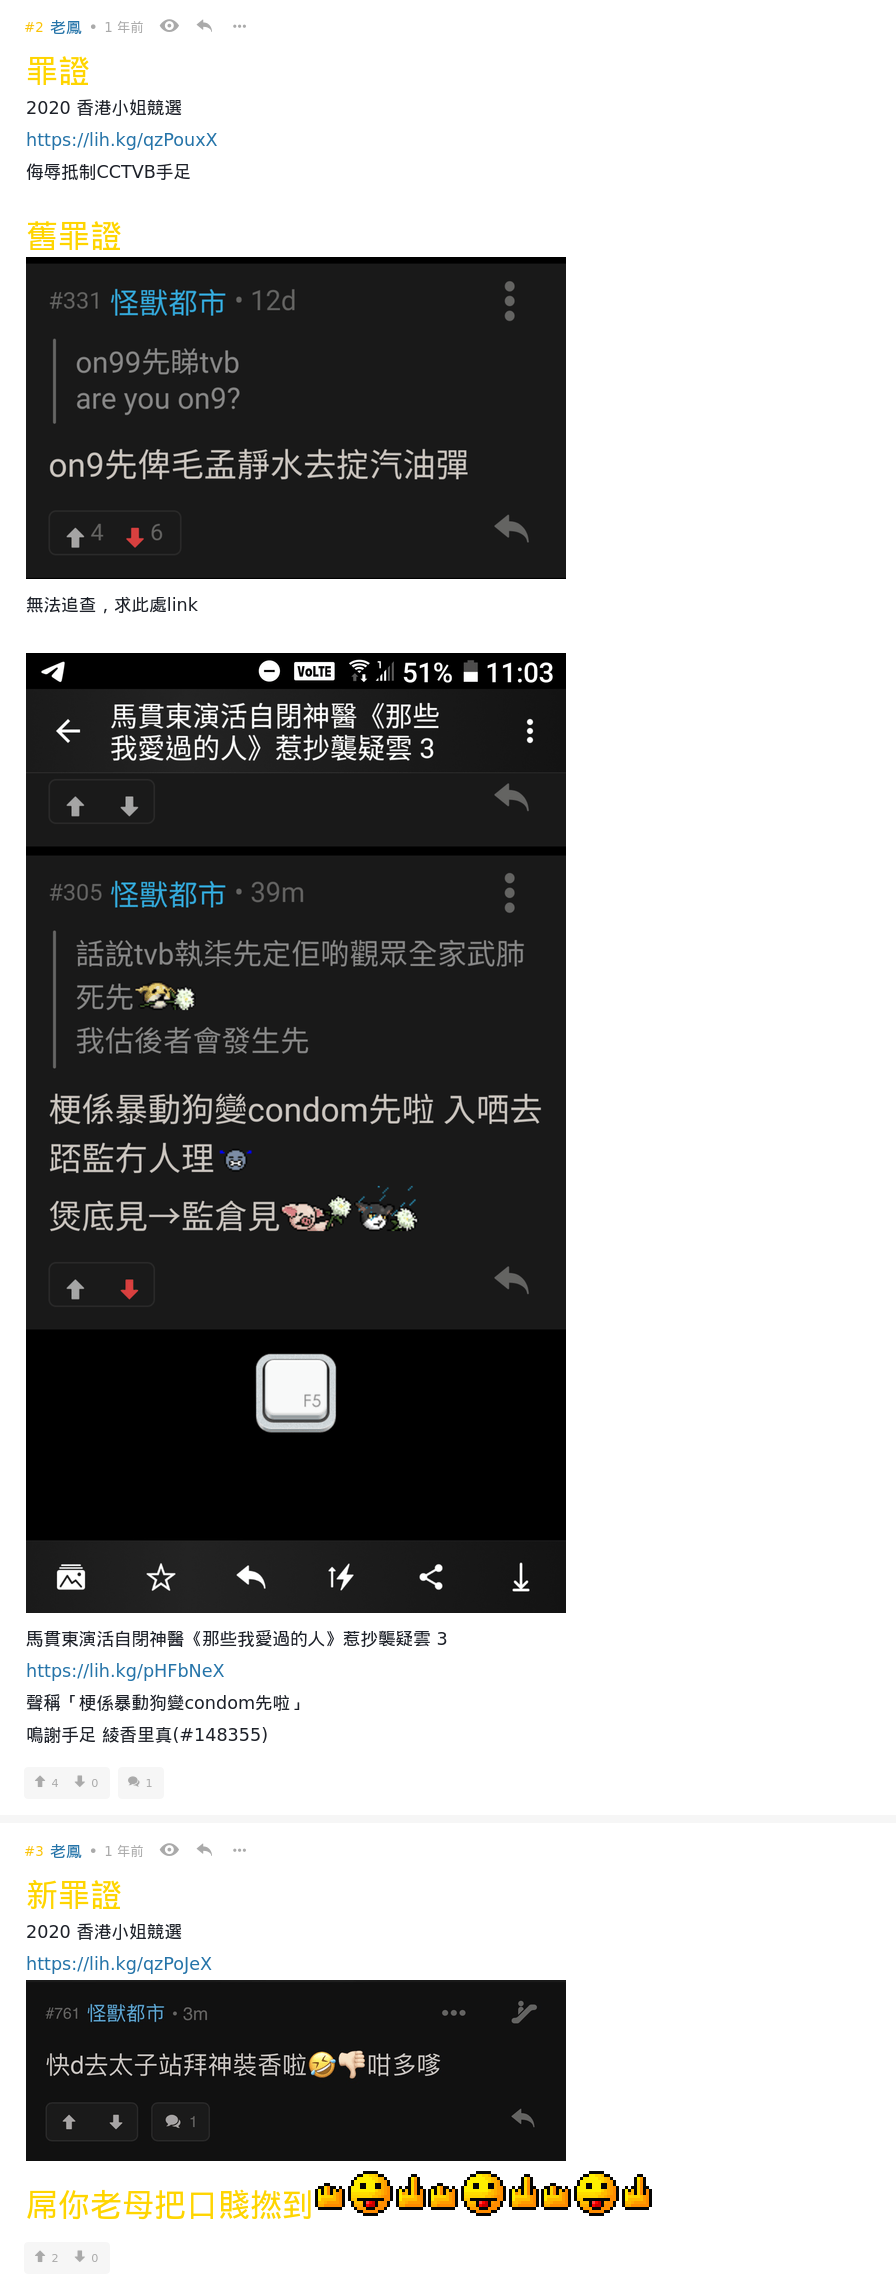 #2 老鳳 • 1 年前
罪證
2020 香港小姐競選
https://lih.kg/qzPouxX
侮辱抵制CCTVB手足
舊罪證
#331 怪獸都市 • 12d
on99先睇tvb
are you on9?
on9先俾毛孟靜水去掟汽油彈
4 6
無法追查，求此處link
VoLTE 51% 11:03
馬貫東演活自閉神醫《那些
我愛過的人》惹抄襲疑雲 3
#305 怪獸都市 • 39m
話說tvb執柒先定佢啲觀眾全家武肺
死先
我估後者會發生先
梗係暴動狗變condom先啦 入哂去
踎監冇人理
煲底見→監倉見
F5
馬貫東演活自閉神醫《那些我愛過的人》惹抄襲疑雲 3
https://lih.kg/pHFbNeX
聲稱「梗係暴動狗變condom先啦」
鳴謝手足 綾香里真(#148355)
4 0 1
#3 老鳳 • 1 年前
新罪證
2020 香港小姐競選
https://lih.kg/qzPoJeX
#761 怪獸都市 • 3m
快d去太子站拜神裝香啦🤣👎🏻咁多嗲
1
屌你老母把口賤撚到
2 0